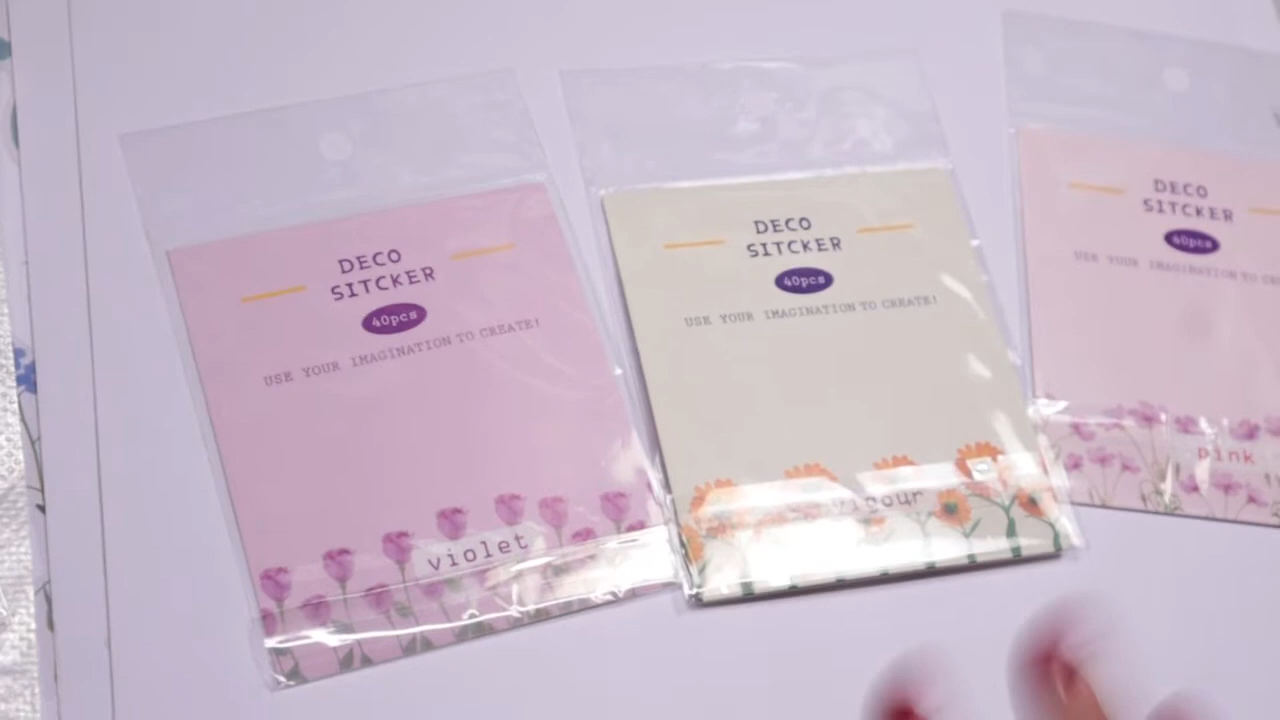 DECO
SITCKER
40pcs
USE YOUR IMAGINATION TO CREATE!
violet
DECO
SITCKER
40pcs
USE YOUR IMAGINATION TO CREATE!
vigour
DECO
SITCKER
40pcs
USE YOUR IMAGINATION TO
pink